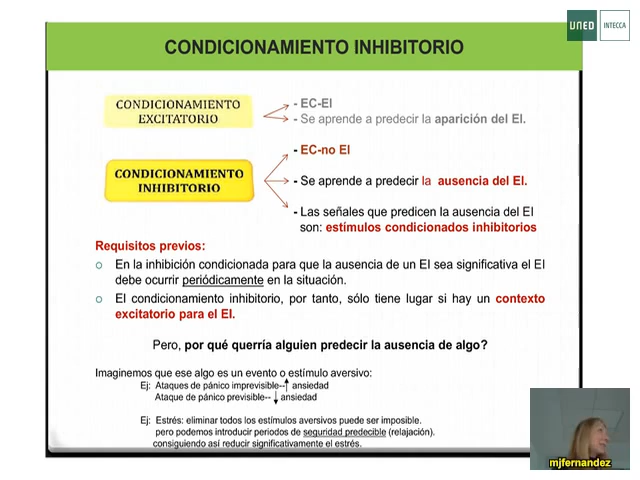 UNED INTECCA
CONDICIONAMIENTO INHIBITORIO
CONDICIONAMIENTO
EXCITATORIO
- EC-EI
- Se aprende a predecir la aparición del EI.
CONDICIONAMIENTO
INHIBITORIO
- EC-no EI
- Se aprende a predecir la ausencia del EI.
- Las señales que predicen la ausencia del EI
son: estímulos condicionados inhibitorios
Requisitos previos:
o En la inhibición condicionada para que la ausencia de un EI sea significativa el EI
debe ocurrir periódicamente en la situación.
o El condicionamiento inhibitorio, por tanto, sólo tiene lugar si hay un contexto
excitatorio para el EI.
Pero, por qué querría alguien predecir la ausencia de algo?
Imaginemos que ese algo es un evento o estímulo aversivo:
Ej: Ataques de pánico imprevisible--↑ ansiedad
Ataque de pánico previsible--↓ ansiedad
Ej: Estrés: eliminar todos los estímulos aversivos puede ser imposible.
pero podemos introducir periodos de seguridad predecible (relajación).
consiguiendo así reducir significativamente el estrés.
mjfernandez